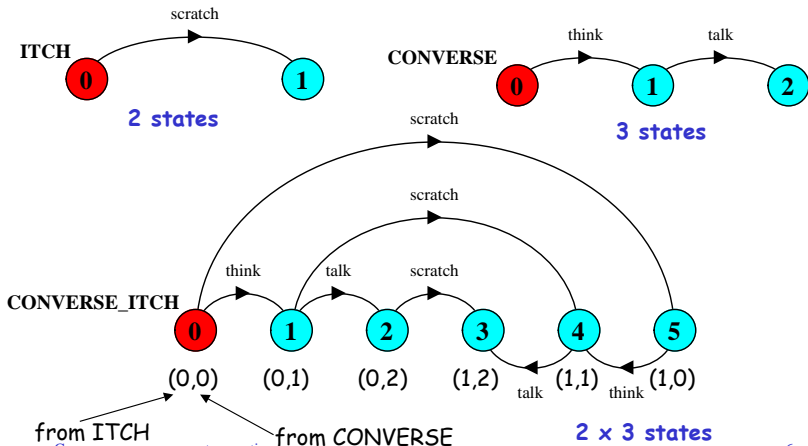 scratch
think
talk
ITCH
CONVERSE
0
1
0
1
2
2 states
3 states
scratch
scratch
think
talk
scratch
CONVERSE_ITCH
0
1
2
3
4
5
(0,0)
(0,1)
(0,2)
(1,2)
talk
(1,1)
think
(1,0)
from ITCH
from CONVERSE
2 x 3 states